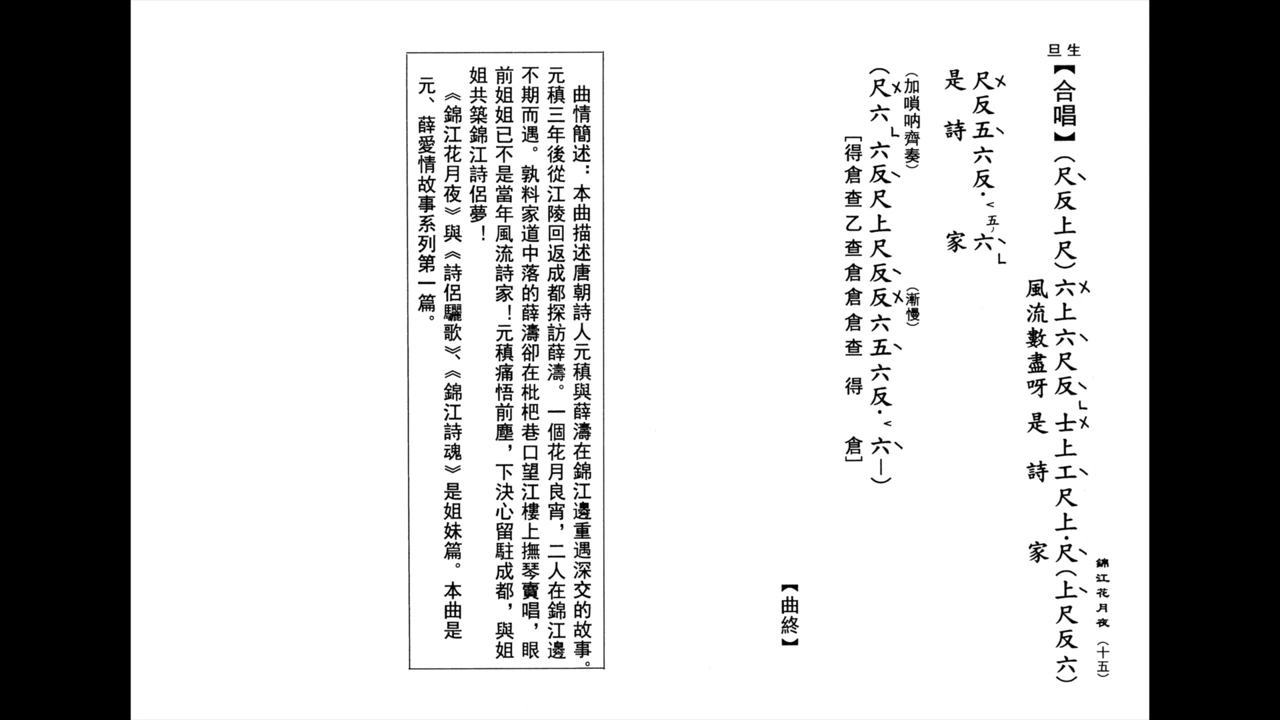 錦江花月夜（十五）
生
旦
【合唱】（尺反上尺）六上六尺反士上工尺上·尺（上尺反六）
風流數盡呀是詩家
尺反五六反·五六
是詩家
（加嗩吶齊奏）（漸慢）
（尺六六反尺上尺反反六五六反·六—）
［得倉查乙查倉倉倉查得倉］
【曲終】
曲情簡述：本曲描述唐朝詩人元稹與薛濤在錦江邊重遇深交的故事。
元稹三年後從江陵回返成都探訪薛濤。一個花月良宵，二人在錦江邊
不期而遇。孰料家道中落的薛濤卻在枇杷巷口望江樓上撫琴賣唱，眼
前姐姐已不是當年風流詩家！元稹痛悟前塵，下決心留駐成都，與姐
姐共築錦江詩侶夢！
《錦江花月夜》與《詩侶驪歌》、《錦江詩魂》是姐妹篇。本曲是
元、薛愛情故事系列第一篇。